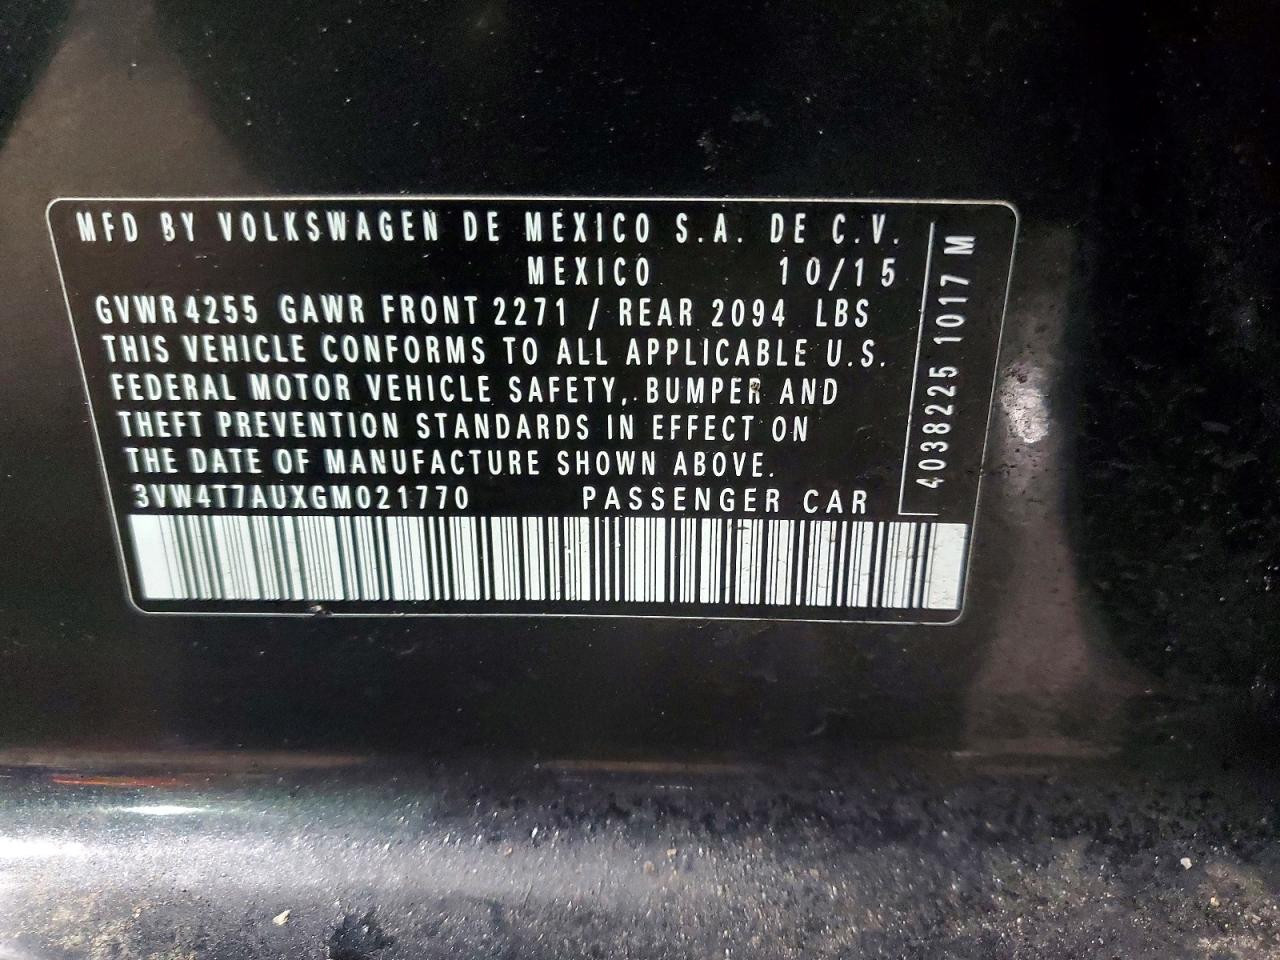 MFD BY VOLKSWAGEN DE MEXICO S.A. DE C.V.
MEXICO 10/15
GVWR 4255 GAWR FRONT 2271 / REAR 2094 LBS
THIS VEHICLE CONFORMS TO ALL APPLICABLE U.S.
FEDERAL MOTOR VEHICLE SAFETY, BUMPER AND
THEFT PREVENTION STANDARDS IN EFFECT ON
THE DATE OF MANUFACTURE SHOWN ABOVE.
3VW4T7AUXGM021770 PASSENGER CAR
4038225 1017 M